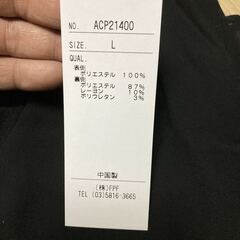 NO. ACP21400
SIZE. L
QUAL.
表側
ポリエステル 100%
裏側
ポリエステル 87%
レーヨン 10%
ポリウレタン 3%
中国製
(株)FPF
TEL (03)5816-3665